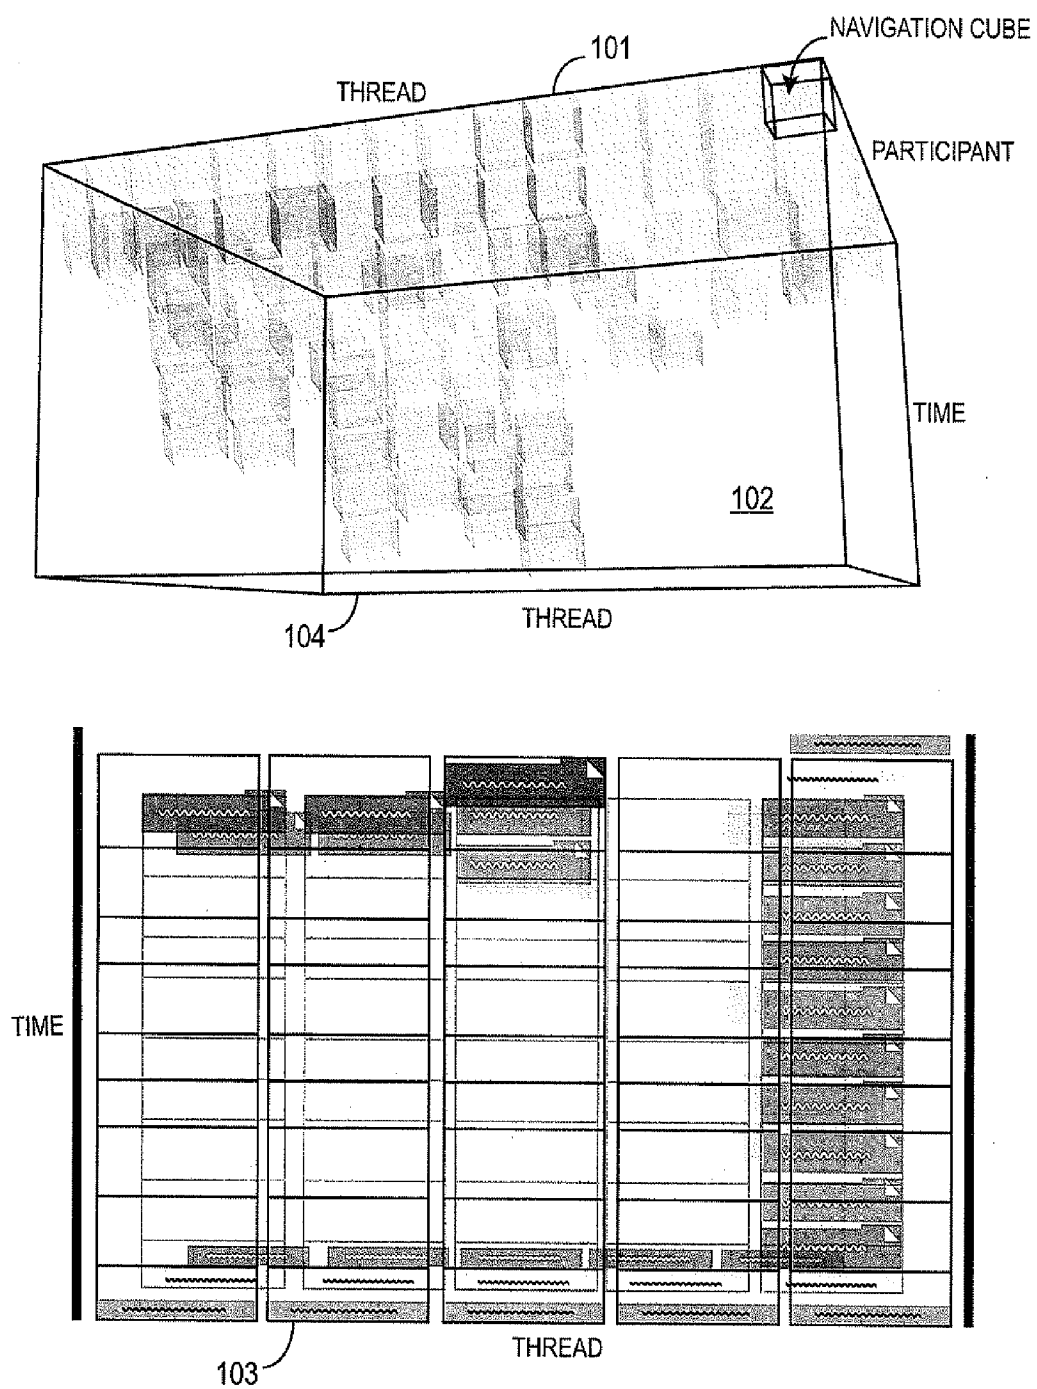 NAVIGATION CUBE
101
THREAD
PARTICIPANT
TIME
102
THREAD
104
TIME
THREAD
103